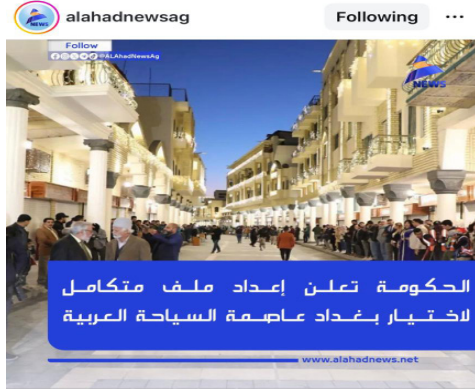 alahadnewsag
Following
Follow
@ALAhadNewsAg
NEWS
الحكومة تعلن إعداد ملف متكامل
لاختيار بغداد عاصمة السياحة العربية
www.alahadnews.net